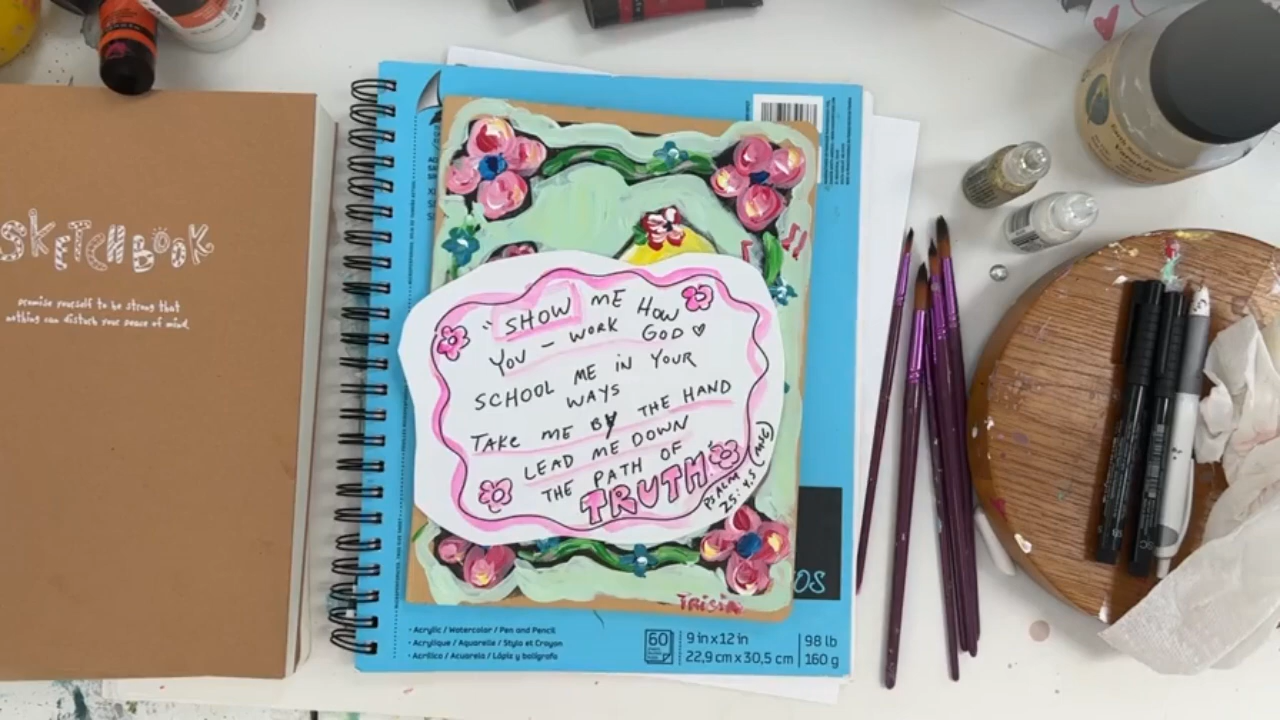 SKETCHBOOK
promise yourself to be strong that
nothing can disturb your peace of mind.
"SHOW ME HOW
YOU - WORK GOD ♡
SCHOOL ME IN YOUR
WAYS
TAKE ME BY THE HAND
LEAD ME DOWN
THE PATH OF
TRUTH"
PSALM
25:4,5 (MSG)
TRISIA
• Acrylic / Watercolor / Pen and Pencil
• Acrylique / Aquarelle / Stylo et Crayon
• Acrílico / Acuarela / Lápiz y bolígrafo
60
9 in x 12 in
22,9 cm x 30,5 cm
98 lb
160 g